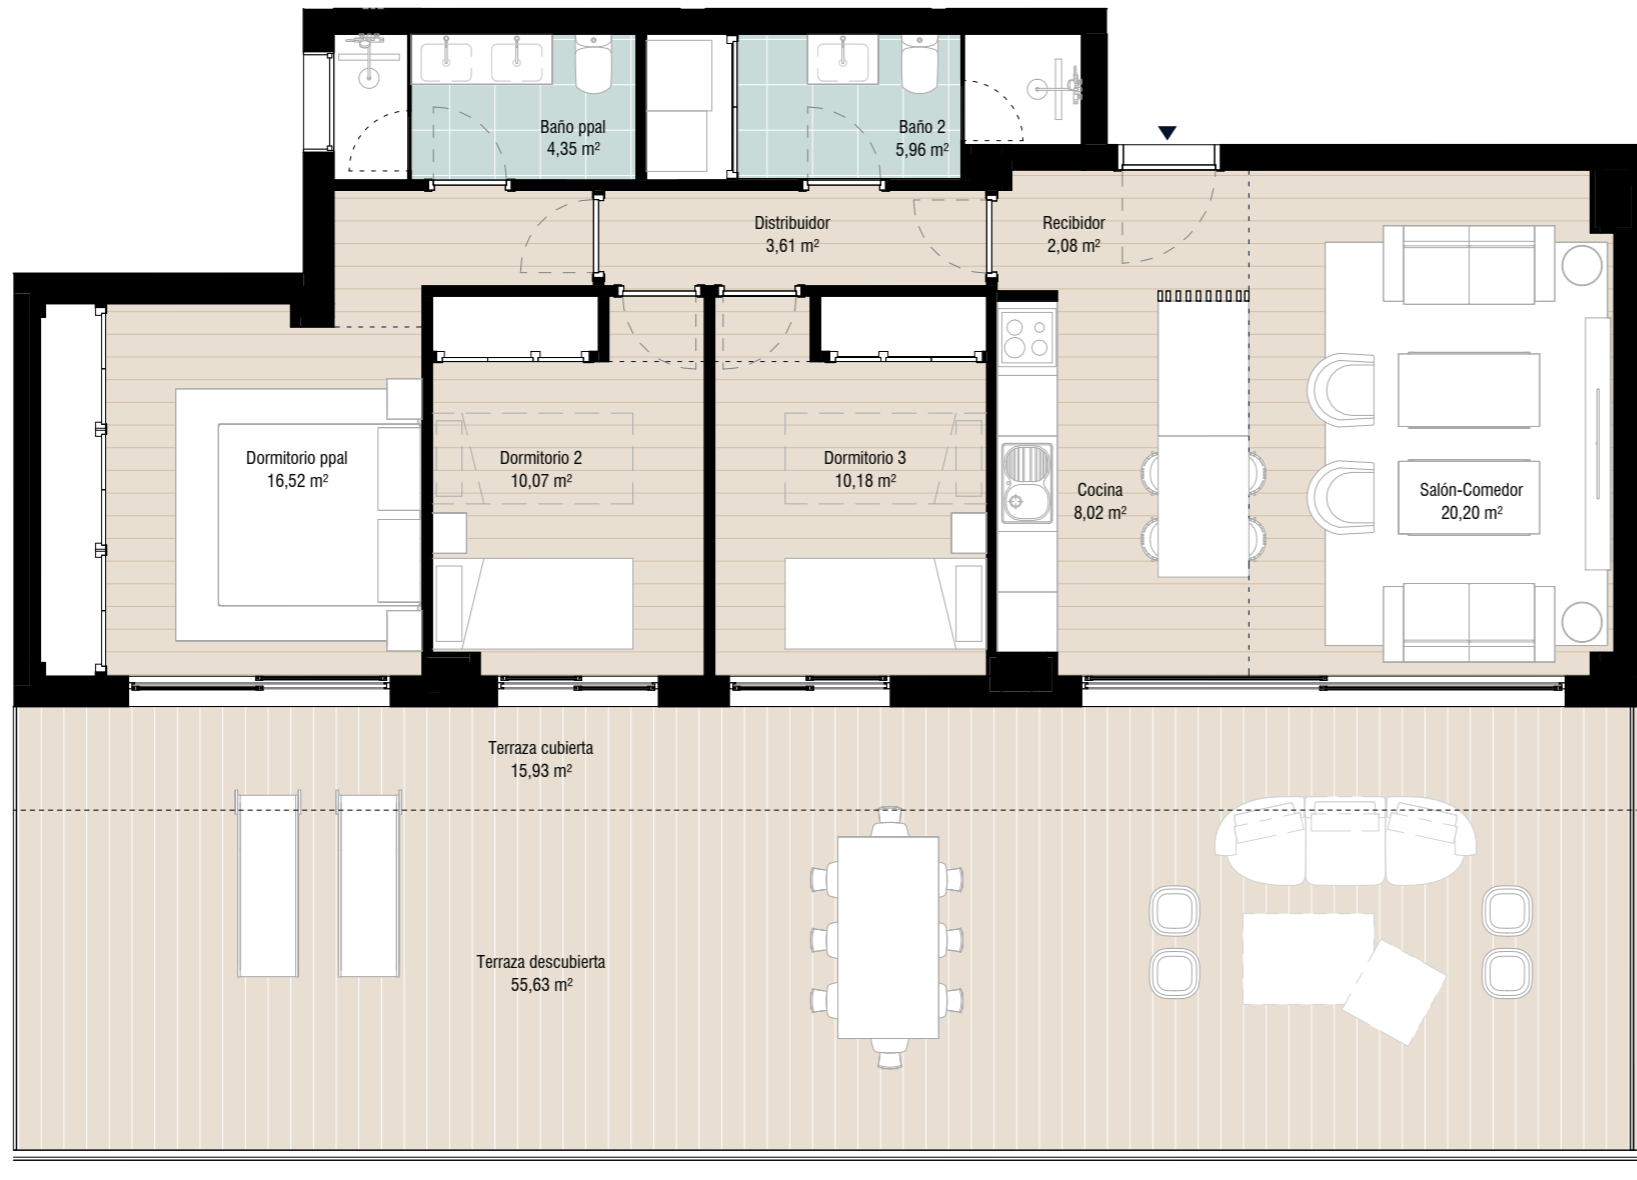 Baño ppal
4,35 m²
Baño 2
5,96 m²
Distribuidor
3,61 m²
Recibidor
2,08 m²
Dormitorio ppal
16,52 m²
Dormitorio 2
10,07 m²
Dormitorio 3
10,18 m²
Cocina
8,02 m²
Salón-Comedor
20,20 m²
Terraza cubierta
15,93 m²
Terraza descubierta
55,63 m²